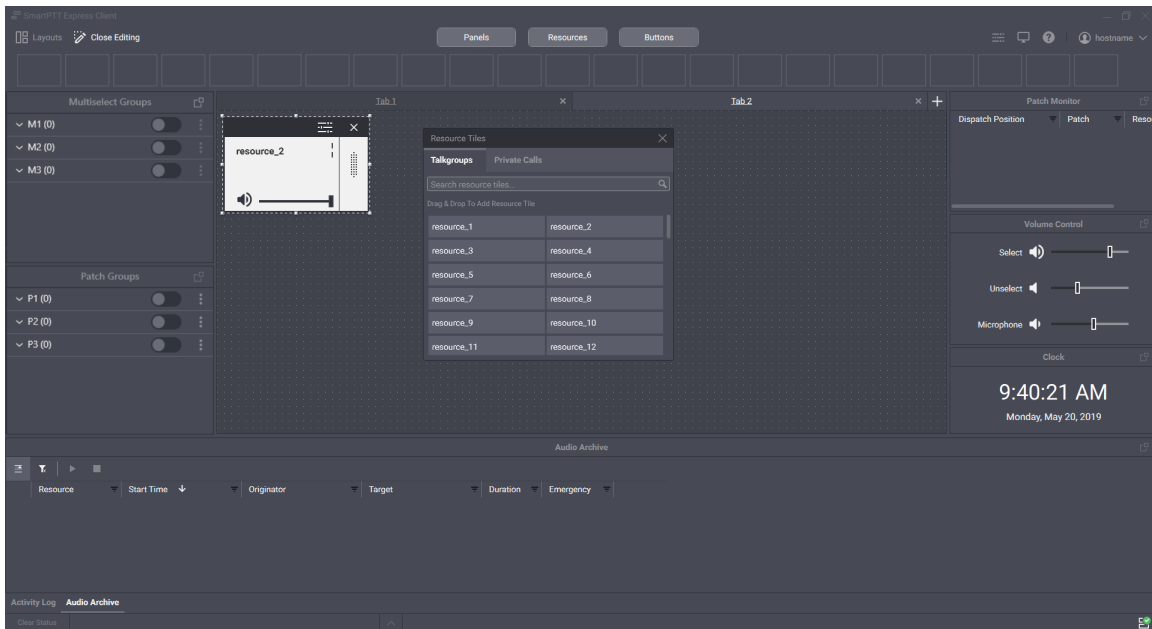 SmartPTT Express Client
Layouts Close Editing Panels Resources Buttons hostname
Multiselect Groups
M1 (0)
M2 (0)
M3 (0)
Patch Groups
P1 (0)
P2 (0)
P3 (0)
Tab 1 Tab 2
resource_2
Resource Tiles
Talkgroups Private Calls
Search resource tiles...
Drag & Drop To Add Resource Tile
resource_1 resource_2
resource_3 resource_4
resource_5 resource_6
resource_7 resource_8
resource_9 resource_10
resource_11 resource_12
Patch Monitor
Dispatch Position Patch Reso
Volume Control
Select
Unselect
Microphone
Clock
9:40:21 AM
Monday, May 20, 2019
Audio Archive
Resource Start Time Originator Target Duration Emergency
Activity Log Audio Archive
Clear Status